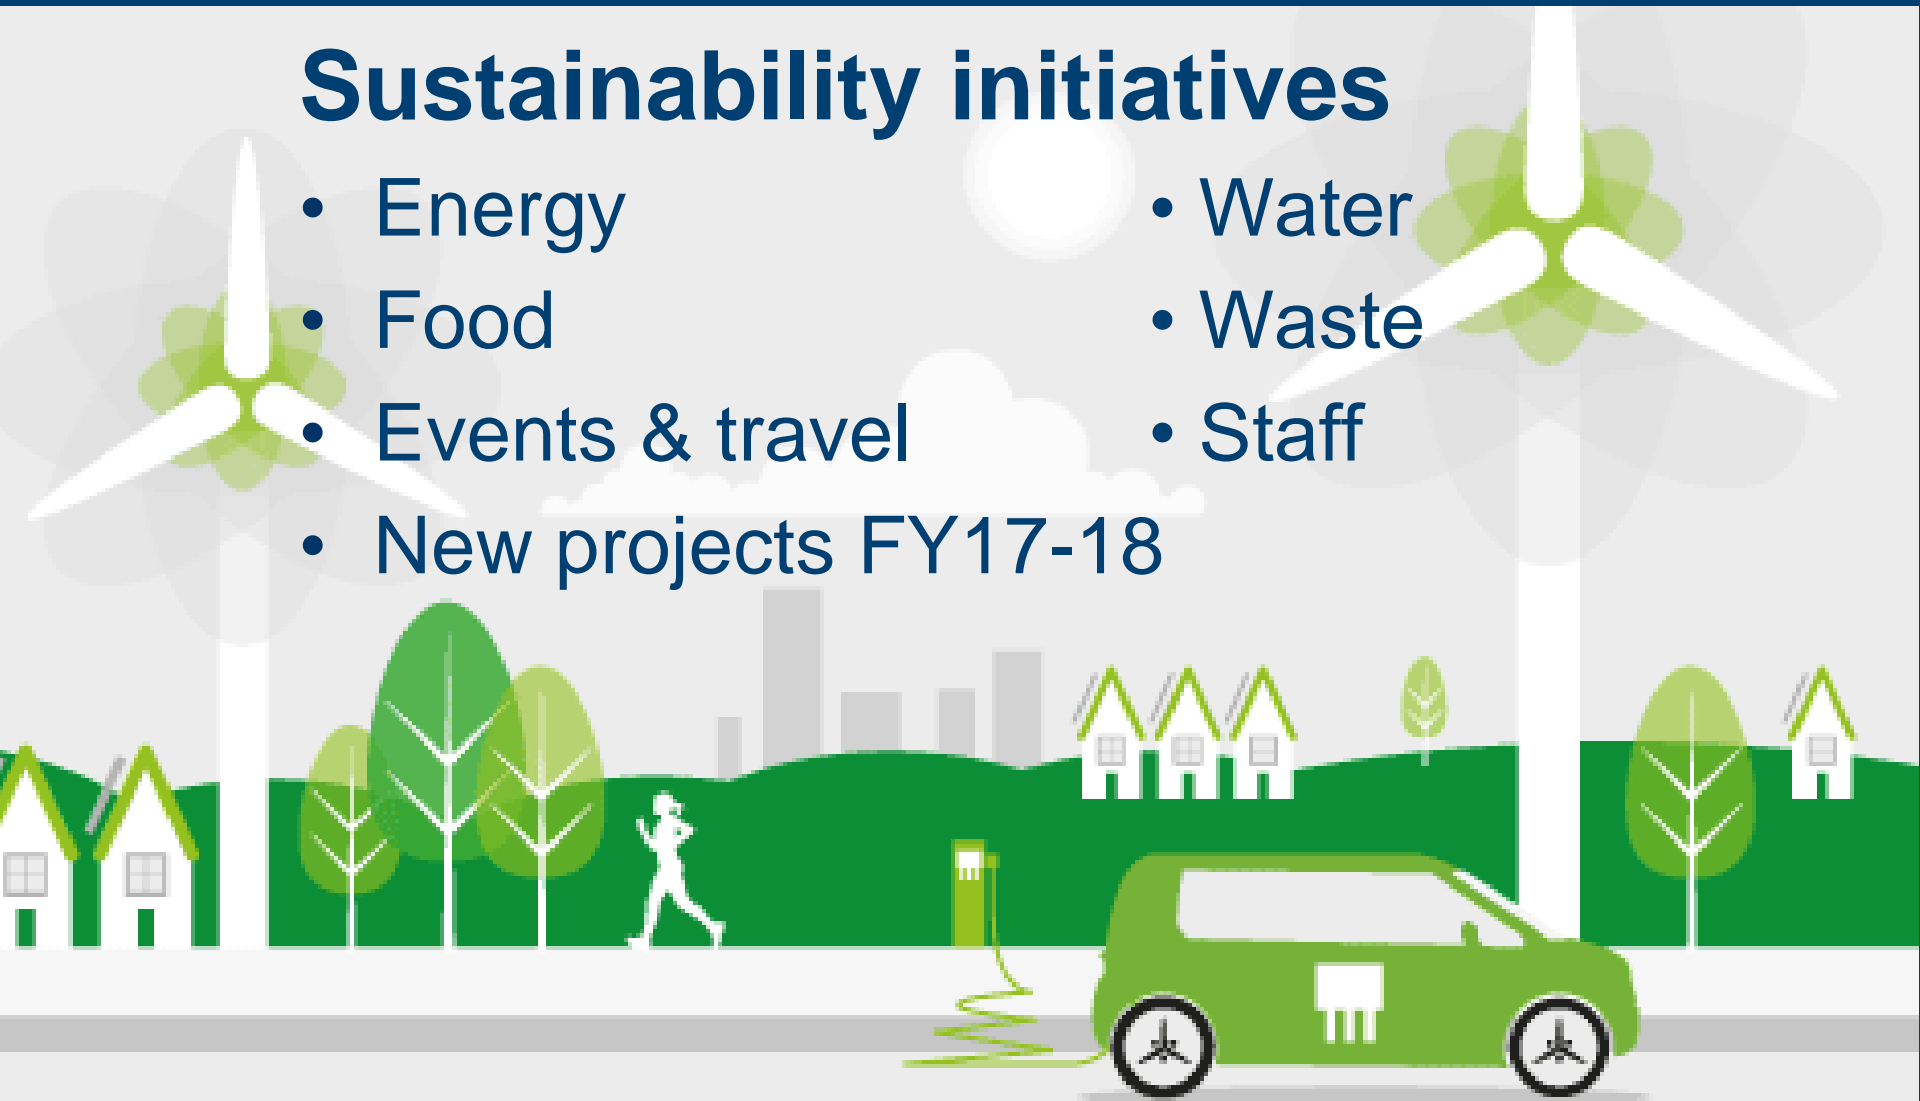 Sustainability initiatives
• Energy
• Food
• Events & travel
• New projects FY17-18
• Water
• Waste
• Staff